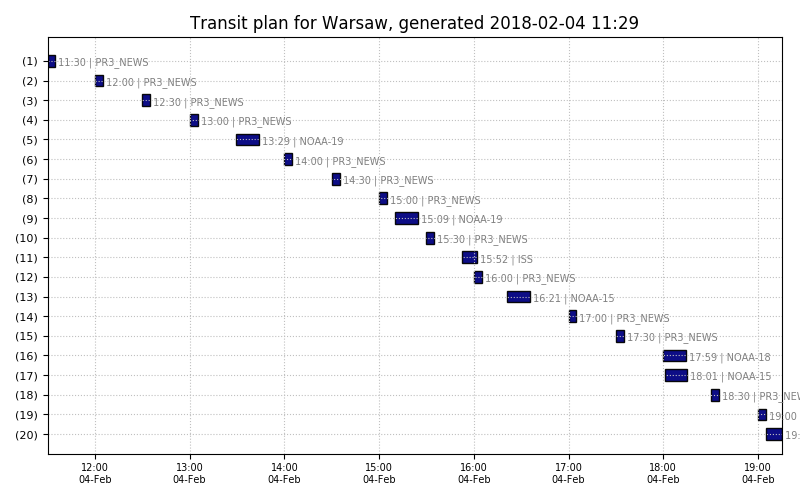 Transit plan for Warsaw, generated 2018-02-04 11:29
(1) 11:30 | PR3_NEWS
(2) 12:00 | PR3_NEWS
(3) 12:30 | PR3_NEWS
(4) 13:00 | PR3_NEWS
(5) 13:29 | NOAA-19
(6) 14:00 | PR3_NEWS
(7) 14:30 | PR3_NEWS
(8) 15:00 | PR3_NEWS
(9) 15:09 | NOAA-19
(10) 15:30 | PR3_NEWS
(11) 15:52 | ISS
(12) 16:00 | PR3_NEWS
(13) 16:21 | NOAA-15
(14) 17:00 | PR3_NEWS
(15) 17:30 | PR3_NEWS
(16) 17:59 | NOAA-18
(17) 18:01 | NOAA-15
(18) 18:30 | PR3_NEW
(19) 19:00
(20) 19:
12:00 13:00 14:00 15:00 16:00 17:00 18:00 19:00
04-Feb 04-Feb 04-Feb 04-Feb 04-Feb 04-Feb 04-Feb 04-Feb